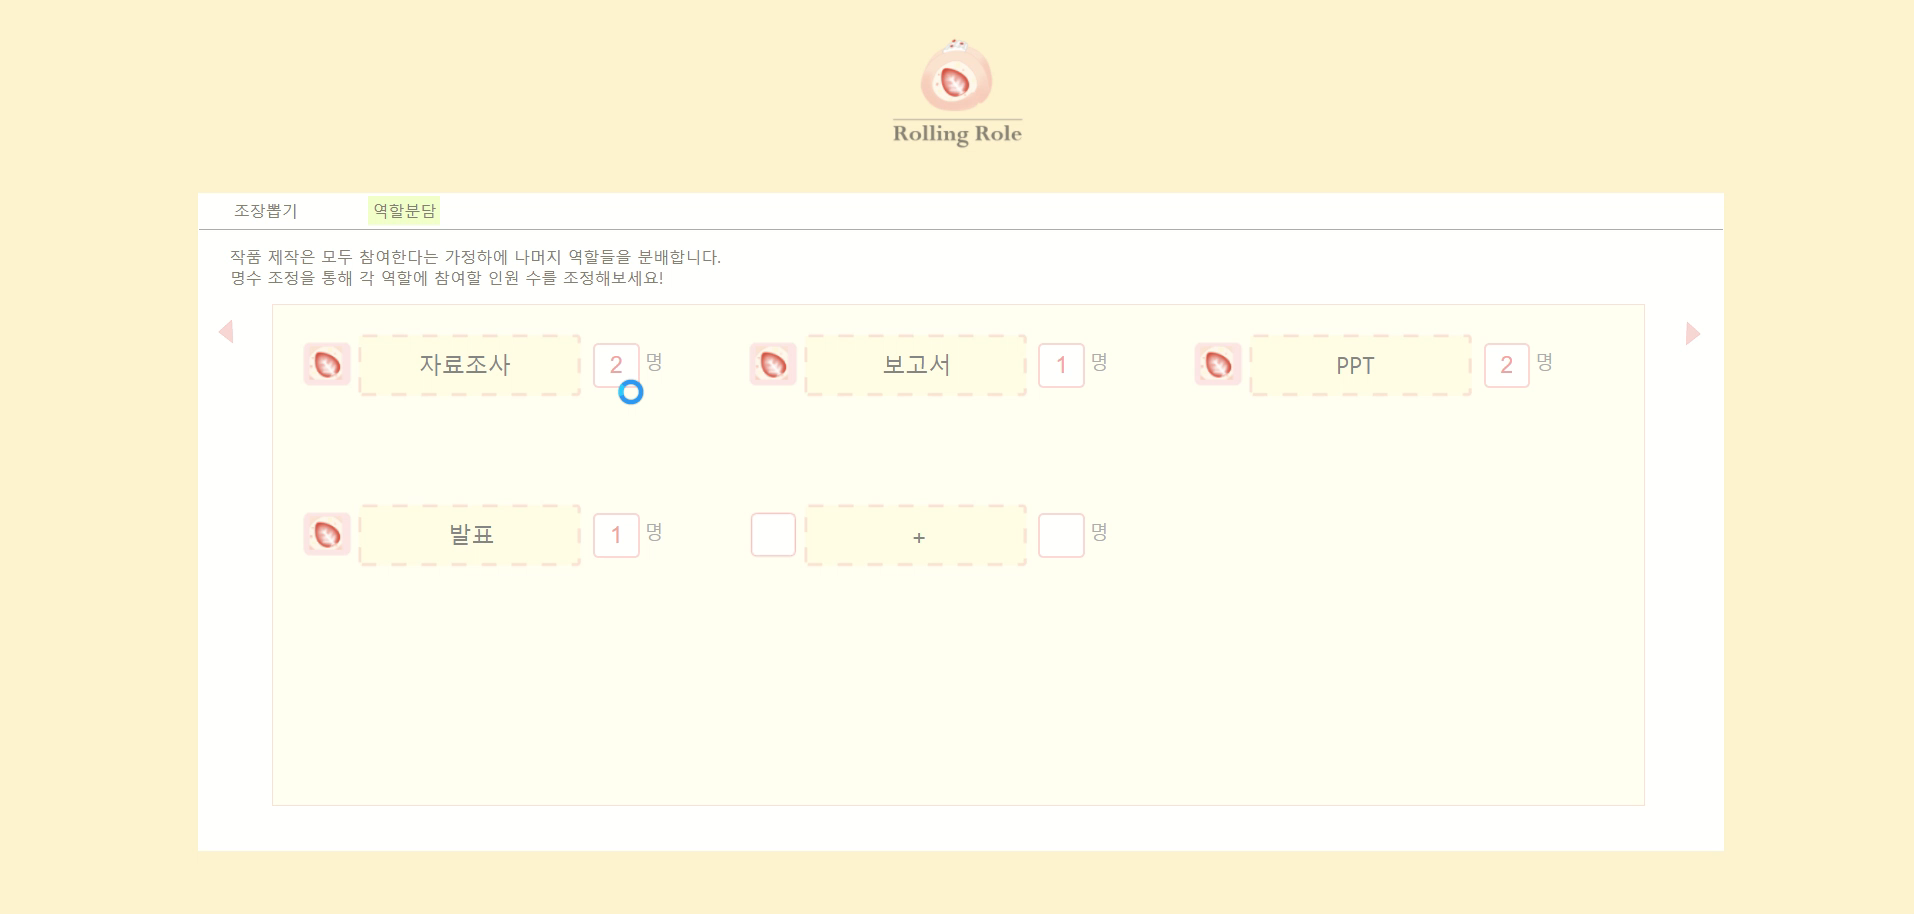 Rolling Role
조장뽑기 역할분담
작품 제작은 모두 참여한다는 가정하에 나머지 역할들을 분배합니다.
명수 조정을 통해 각 역할에 참여할 인원 수를 조정해보세요!
자료조사 2 명 보고서 1 명 PPT 2 명
발표 1 명 + 명